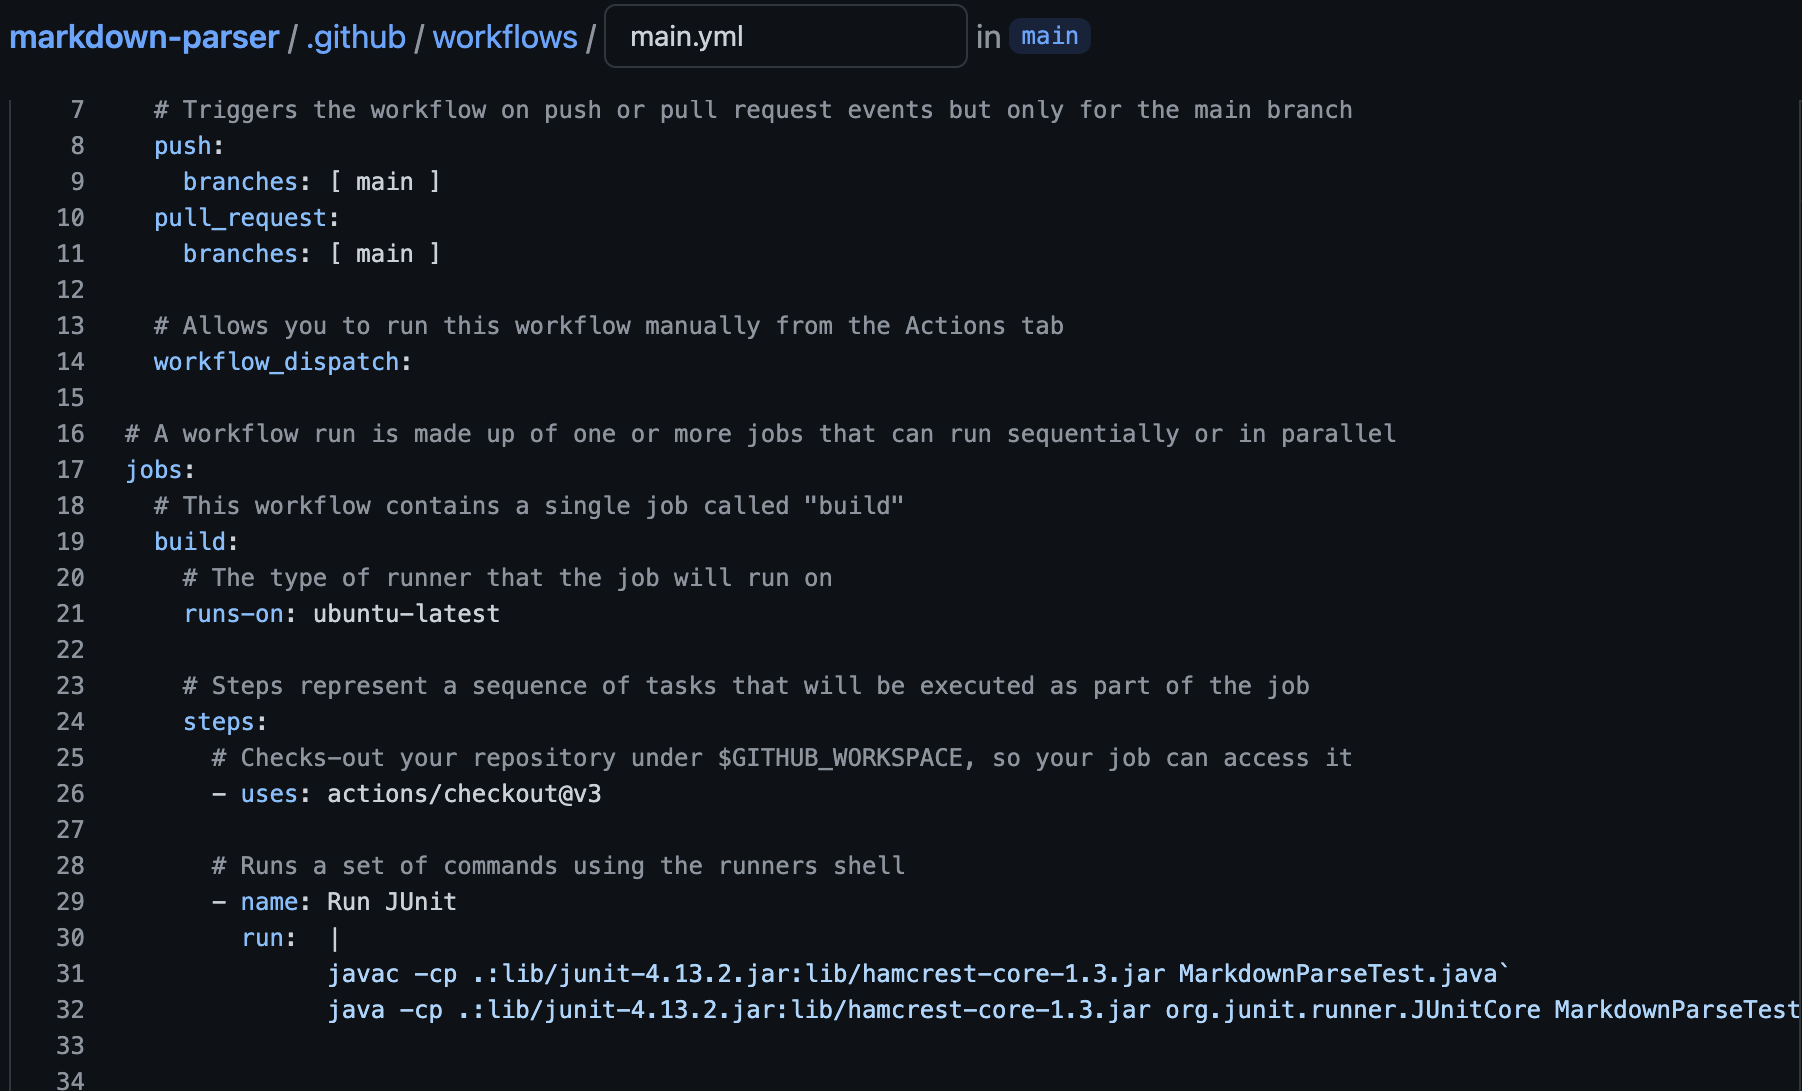 markdown-parser / .github / workflows / main.yml in main
7 # Triggers the workflow on push or pull request events but only for the main branch
8 push:
9 branches: [ main ]
10 pull_request:
11 branches: [ main ]
12
13 # Allows you to run this workflow manually from the Actions tab
14 workflow_dispatch:
15
16 # A workflow run is made up of one or more jobs that can run sequentially or in parallel
17 jobs:
18 # This workflow contains a single job called "build"
19 build:
20 # The type of runner that the job will run on
21 runs-on: ubuntu-latest
22
23 # Steps represent a sequence of tasks that will be executed as part of the job
24 steps:
25 # Checks-out your repository under $GITHUB_WORKSPACE, so your job can access it
26 - uses: actions/checkout@v3
27
28 # Runs a set of commands using the runners shell
29 - name: Run JUnit
30 run: |
31 javac -cp .:lib/junit-4.13.2.jar:lib/hamcrest-core-1.3.jar MarkdownParseTest.java`
32 java -cp .:lib/junit-4.13.2.jar:lib/hamcrest-core-1.3.jar org.junit.runner.JUnitCore MarkdownParseTest
33
34